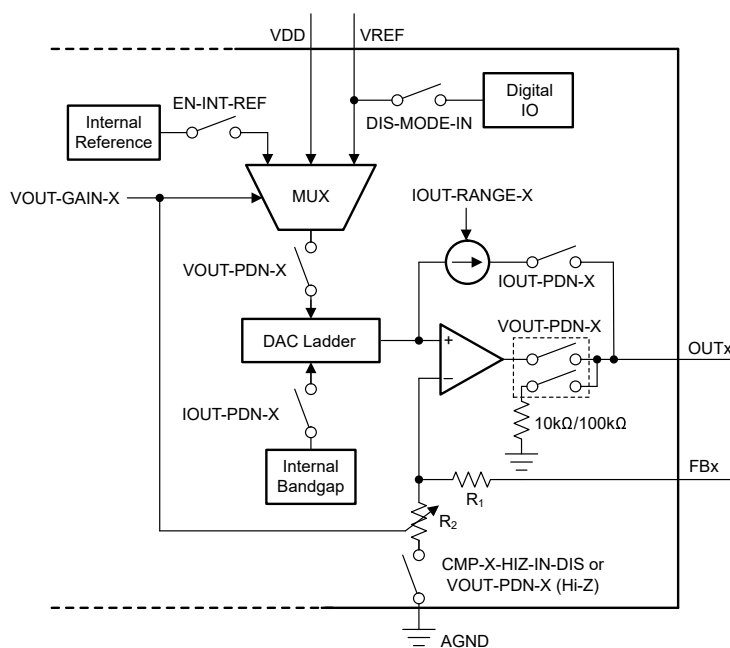 VDD
VREF
EN-INT-REF
Internal
Reference
DIS-MODE-IN
Digital
IO
VOUT-GAIN-X
MUX
IOUT-RANGE-X
VOUT-PDN-X
IOUT-PDN-X
DAC Ladder
VOUT-PDN-X
+
–
OUTx
IOUT-PDN-X
10kΩ/100kΩ
Internal
Bandgap
FBx
R1
R2
CMP-X-HIZ-IN-DIS or
VOUT-PDN-X (Hi-Z)
AGND